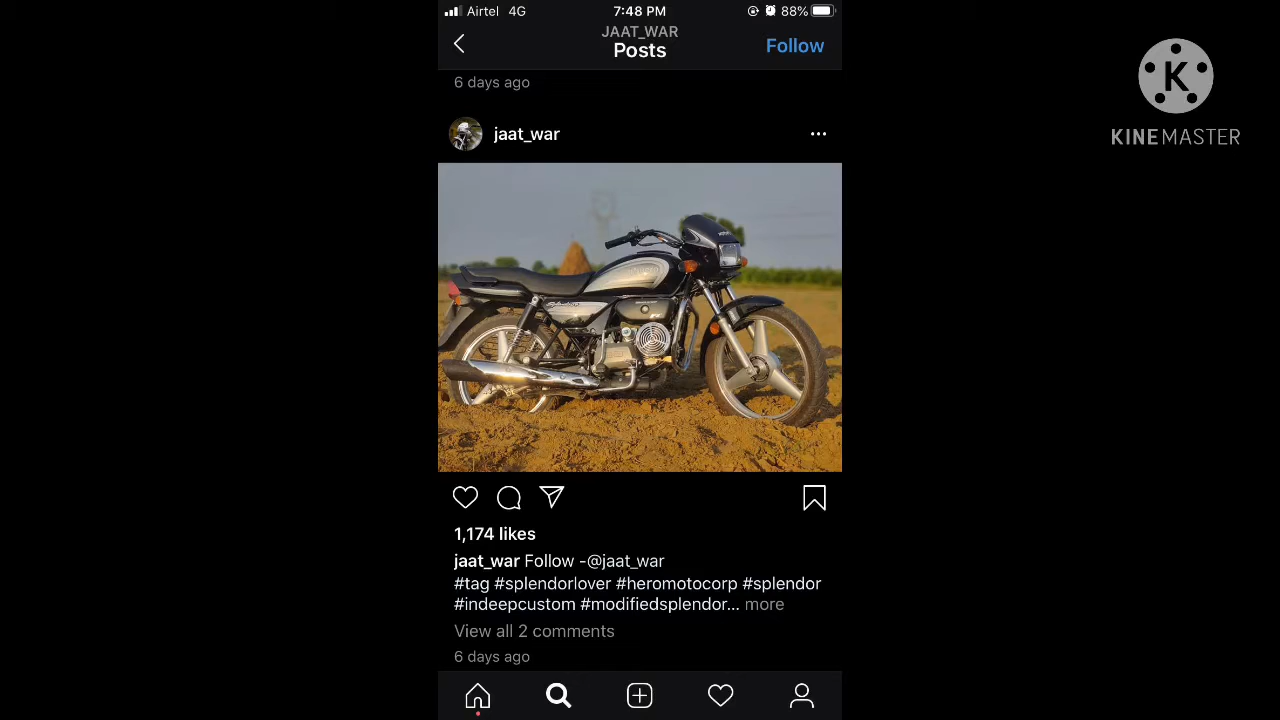 Airtel 4G 7:48 PM 88%
JAAT_WAR
Posts
Follow
6 days ago
jaat_war
K
KINEMASTER
1,174 likes
jaat_war Follow -@jaat_war
#tag #splendorlover #heromotocorp #splendor
#indeepcustom #modifiedsplendor... more
View all 2 comments
6 days ago